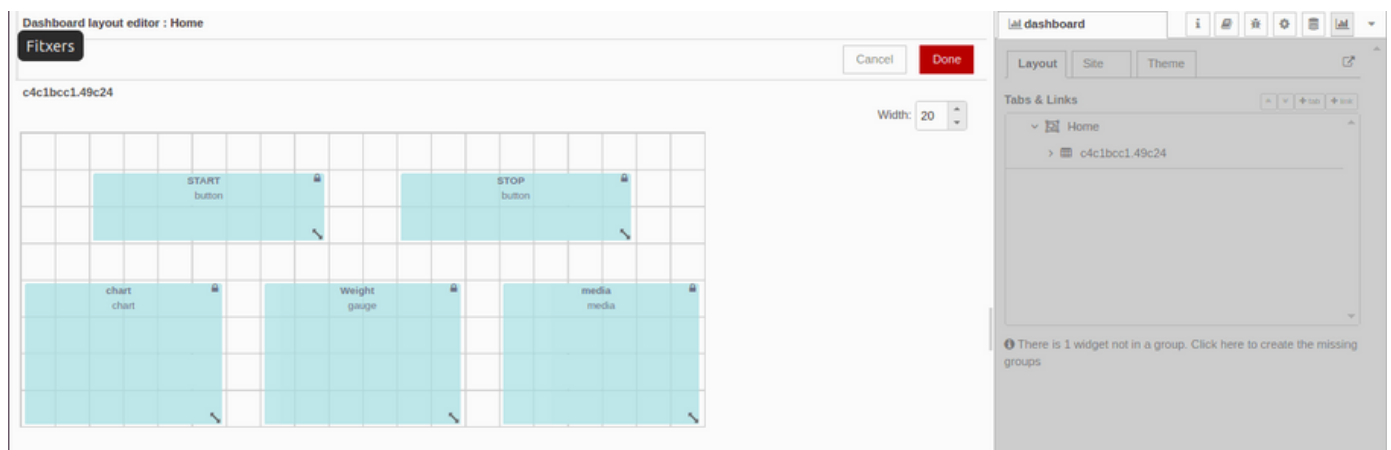 Dashboard layout editor : Home
Fitxers
Cancel
Done
c4c1bcc1.49c24
Width: 20
START
button
STOP
button
chart
chart
Weight
gauge
media
media
dashboard
Layout
Site
Theme
Tabs & Links
+ tab
+ link
Home
c4c1bcc1.49c24
There is 1 widget not in a group. Click here to create the missing
groups